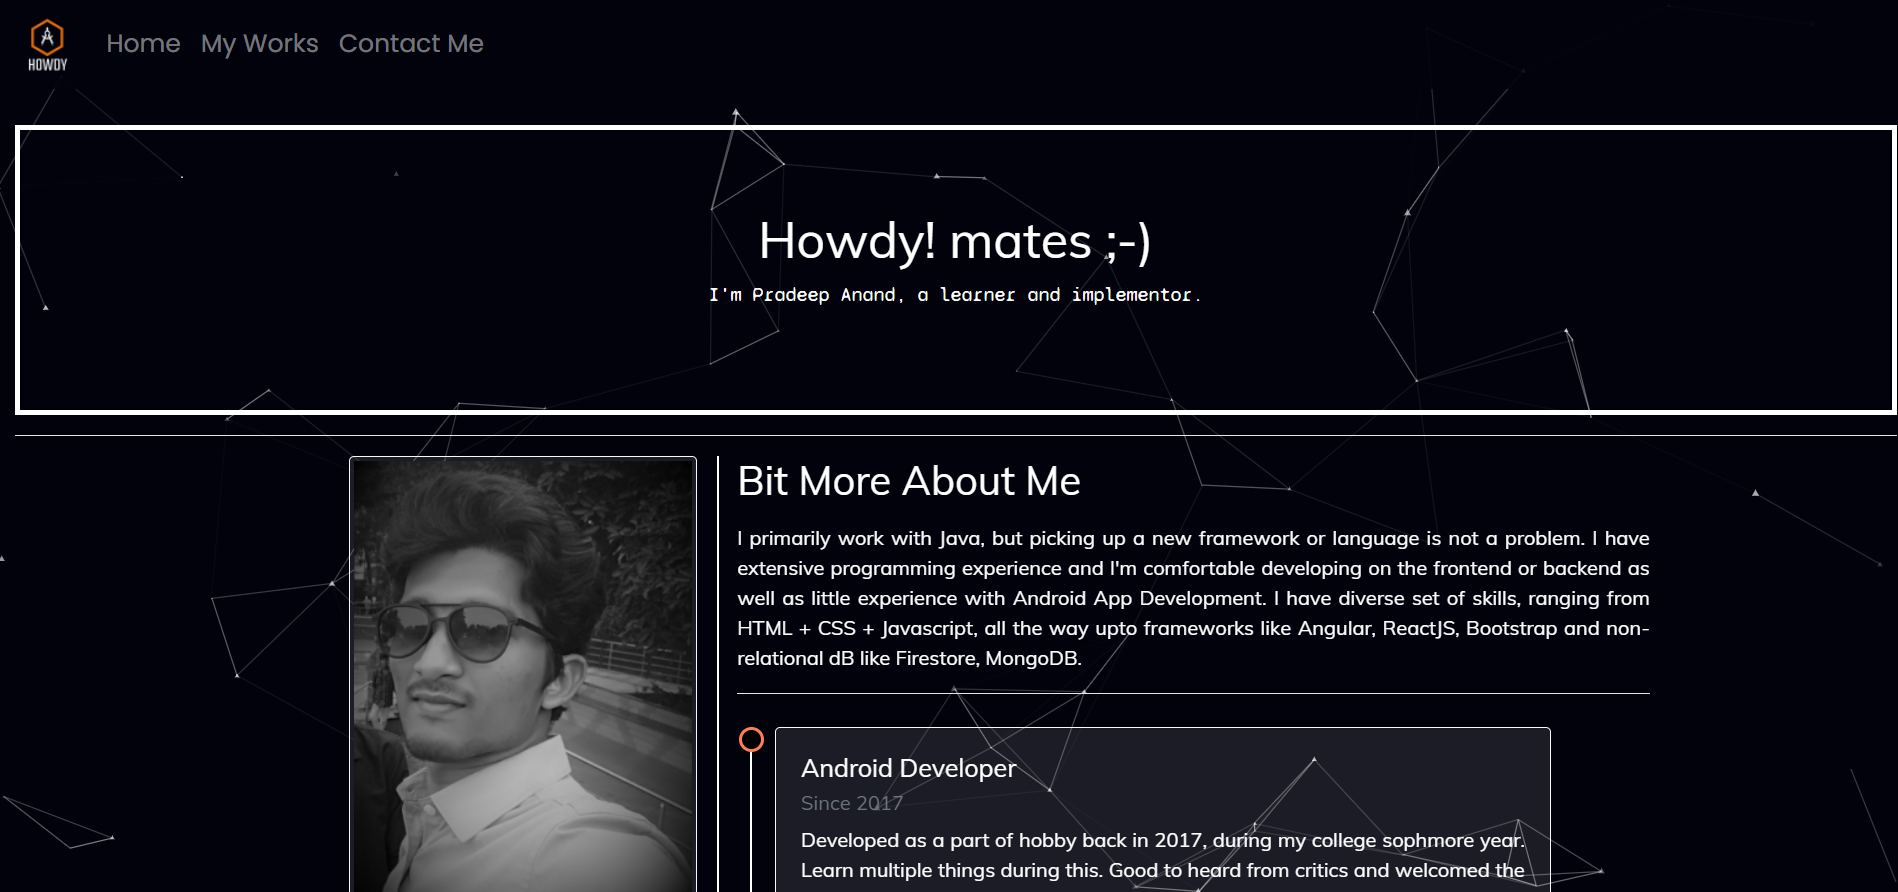 HOWDY
Home My Works Contact Me
Howdy! mates ;-)
I'm Pradeep Anand, a learner and implementor.
Bit More About Me
I primarily work with Java, but picking up a new framework or language is not a problem. I have
extensive programming experience and I'm comfortable developing on the frontend or backend as
well as little experience with Android App Development. I have diverse set of skills, ranging from
HTML + CSS + Javascript, all the way upto frameworks like Angular, ReactJS, Bootstrap and non-
relational dB like Firestore, MongoDB.
Android Developer
Since 2017
Developed as a part of hobby back in 2017, during my college sophmore year.
Learn multiple things during this. Good to heard from critics and welcomed the